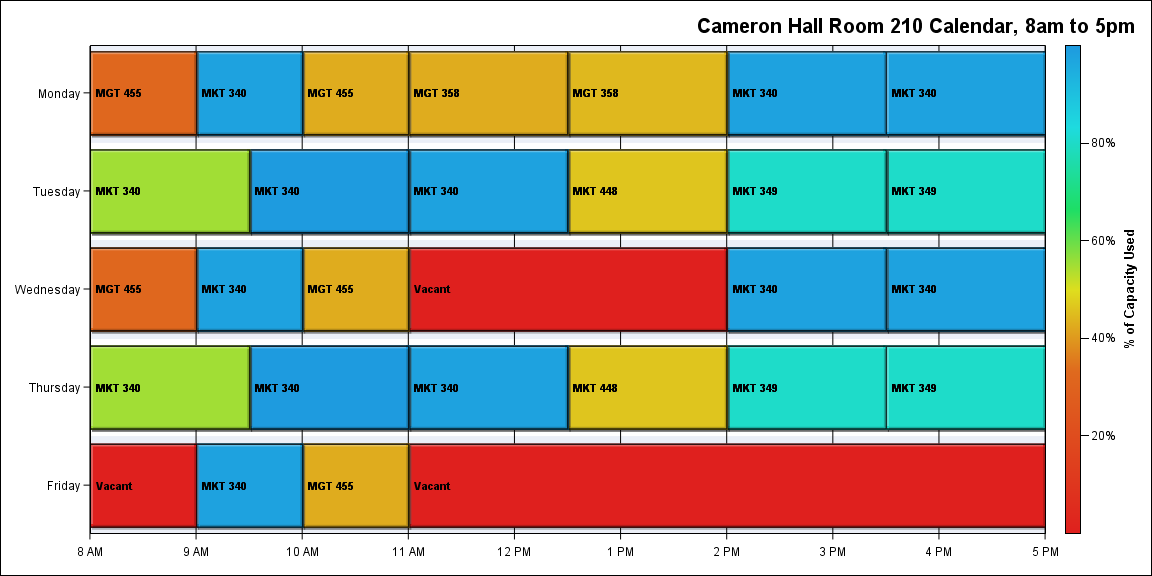 Cameron Hall Room 210 Calendar, 8am to 5pm
Monday
MGT 455
MKT 340
MGT 455
MGT 358
MGT 358
MKT 340
MKT 340
Tuesday
MKT 340
MKT 340
MKT 340
MKT 448
MKT 349
MKT 349
Wednesday
MGT 455
MKT 340
MGT 455
Vacant
MKT 340
MKT 340
Thursday
MKT 340
MKT 340
MKT 340
MKT 448
MKT 349
MKT 349
Friday
Vacant
MKT 340
MGT 455
Vacant
8 AM
9 AM
10 AM
11 AM
12 PM
1 PM
2 PM
3 PM
4 PM
5 PM
80%
60%
40%
20%
% of Capacity Used